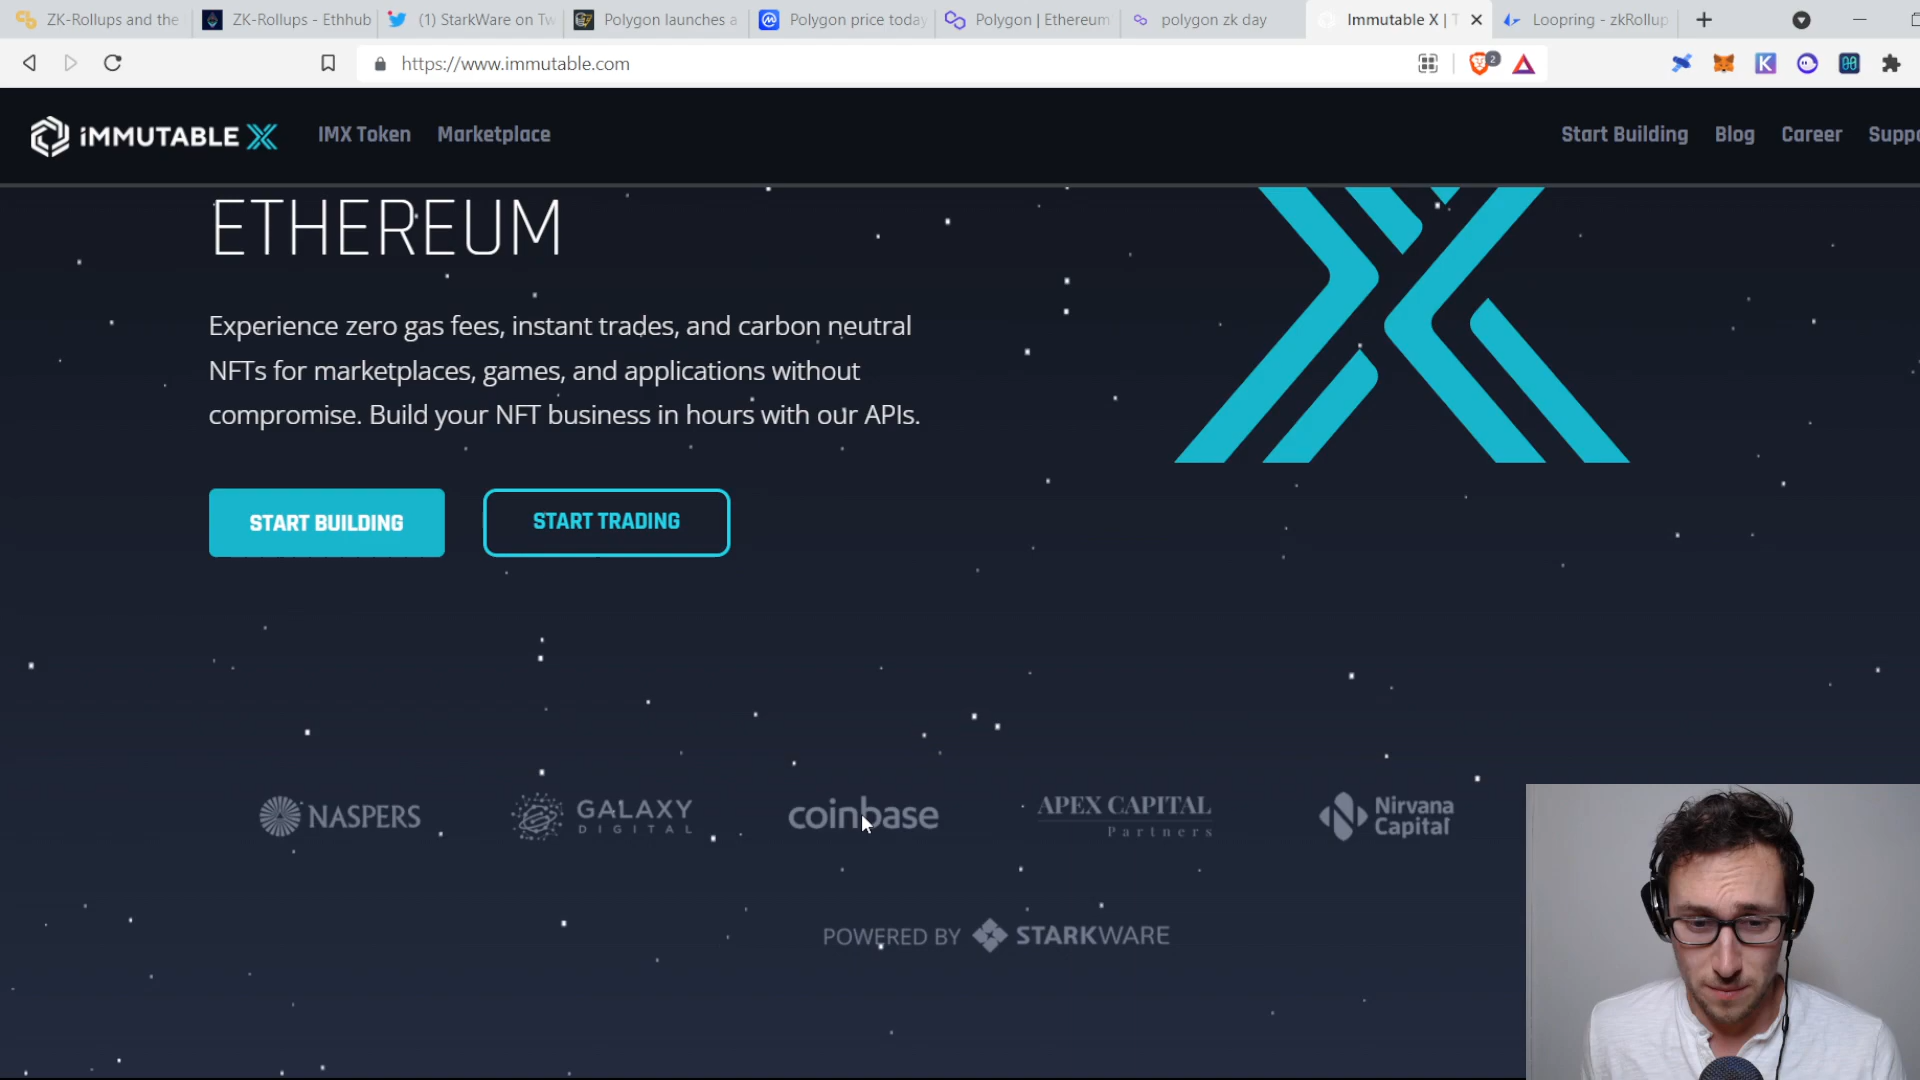 ZK-Rollups and the
ZK-Rollups - Ethhub
(1) StarkWare on Tw
Polygon launches a
Polygon price today
Polygon | Ethereum
polygon zk day
Immutable X | T
Loopring - zkRollup
https://www.immutable.com
2
K
iMMUTABLE X
IMX Token
Marketplace
Start Building
Blog
Career
Suppo
ETHEREUM
Experience zero gas fees, instant trades, and carbon neutral
NFTs for marketplaces, games, and applications without
compromise. Build your NFT business in hours with our APIs.
START BUILDING
START TRADING
NASPERS
GALAXY
DIGITAL
coinbase
APEX CAPITAL
Partners
Nirvana
Capital
POWERED BY STARKWARE